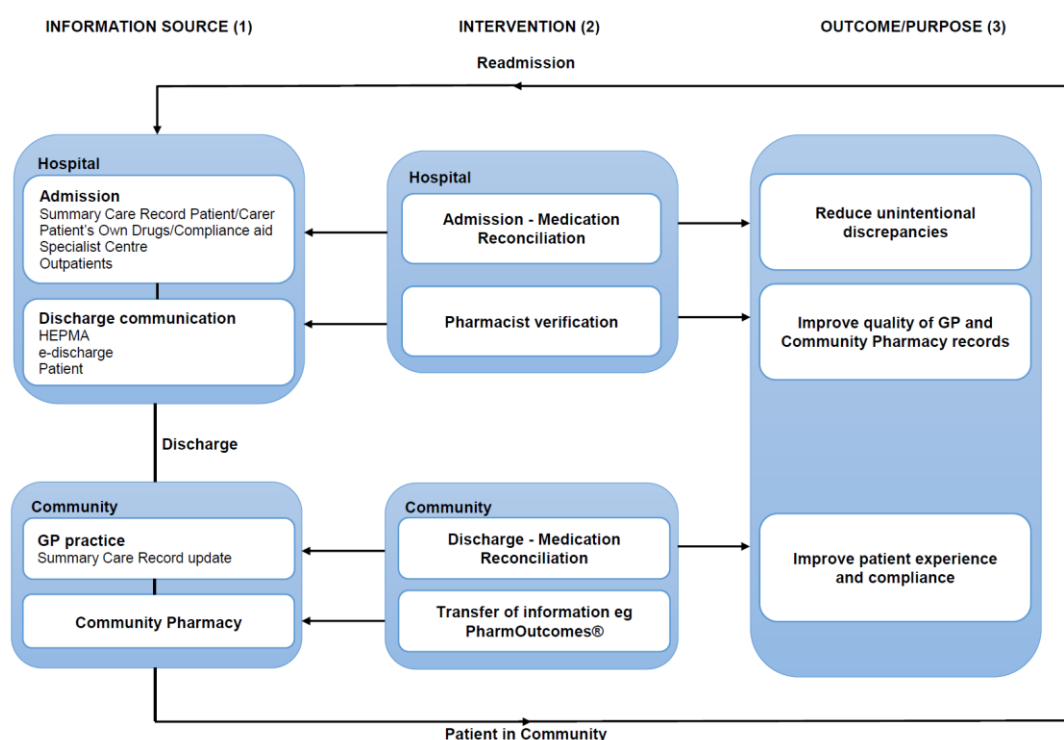 INFORMATION SOURCE (1)
INTERVENTION (2)
OUTCOME/PURPOSE (3)
Readmission
Hospital
Admission
Summary Care Record Patient/Carer
Patient's Own Drugs/Compliance aid
Specialist Centre
Outpatients
Discharge communication
HEPMA
e-discharge
Patient
Hospital
Admission - Medication
Reconciliation
Pharmacist verification
Reduce unintentional
discrepancies
Improve quality of GP and
Community Pharmacy records
Discharge
Community
GP practice
Summary Care Record update
Community Pharmacy
Community
Discharge - Medication
Reconciliation
Transfer of information eg
PharmOutcomes®
Improve patient experience
and compliance
Patient in Community